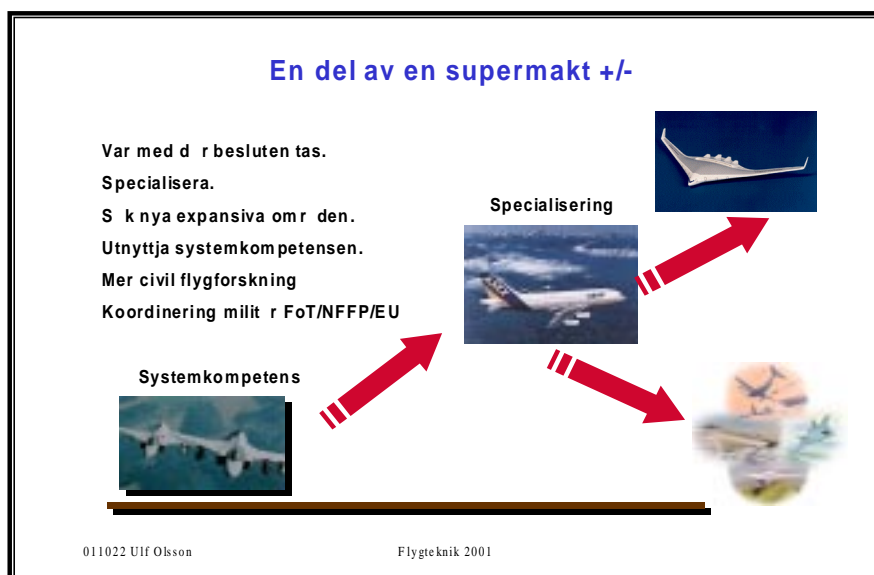 En del av en supermakt +/-
Var med d r besluten tas.
Specialisera.
S k nya expansiva omr den.
Utnyttja systemkompetensen.
Mer civil flygforskning
Koordinering milit r FoT/NFFP/EU
Specialisering
Systemkompetens
011022 Ulf Olsson
Flygteknik 2001